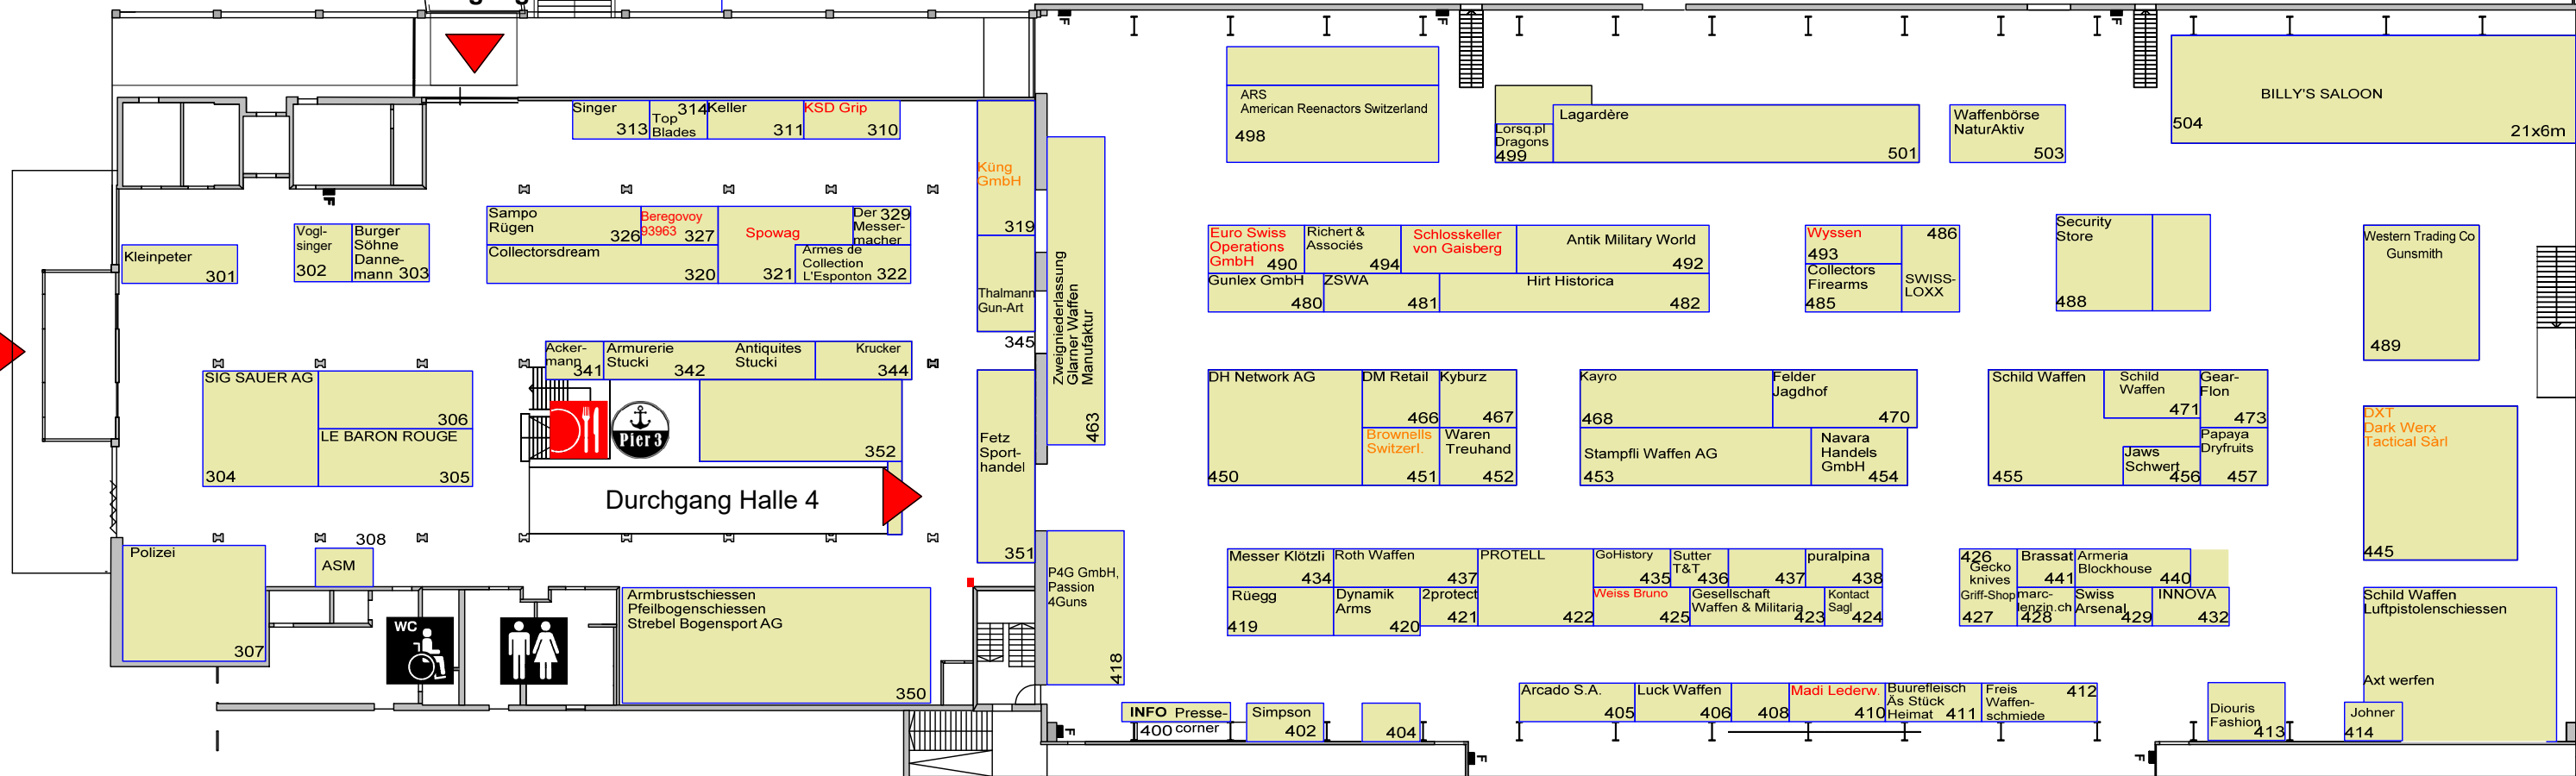 Singer
313
314
Top
Blades
Keller
311
KSD Grip
310
Küng
GmbH
319
Thalmann
Gun-Art
345
Kleinpeter
301
Vogl-
singer
302
Burger
Söhne
Danne-
mann 303
Sampo
Rügen
326
Beregovoy
93963 327
Spowag
321
Der 329
Messer-
macher
Collectorsdream
320
Armes de
Collection
L'Esponton 322
Acker-
mann
341
Armurerie
Stucki
342
Antiquites
Stucki
Krucker
344
SIG SAUER AG
304
306
LE BARON ROUGE
305
Pier 3
352
Durchgang Halle 4
Fetz
Sport-
handel
351
Polizei
307
308
ASM
WC
Armbrustschiessen
Pfeilbogenschiessen
Strebel Bogensport AG
350
Zweigniederlassung
Glarner Waffen
Manufaktur
463
P4G GmbH,
Passion
4Guns
418
ARS
American Reenactors Switzerland
498
Lorsq.pl
Dragons
499
Lagardère
501
Waffenbörse
NaturAktiv
503
BILLY'S SALOON
504
21x6m
Euro Swiss
Operations
GmbH 490
Richert &
Associés
494
Schlosskeller
von Gaisberg
Antik Military World
492
Gunlex GmbH
480
ZSWA
481
Hirt Historica
482
Wyssen
493
486
Collectors
Firearms
485
SWISS-
LOXX
Security
Store
488
Western Trading Co
Gunsmith
489
DH Network AG
450
DM Retail
466
Kyburz
467
Brownells
Switzerl.
451
Waren
Treuhand
452
Kayro
468
Felder
Jagdhof
470
Stampfli Waffen AG
453
Navara
Handels
GmbH
454
Schild Waffen
455
Schild
Waffen
471
Gear-
Flon
473
Jaws
Schwert
456
Papaya
Dryfruits
457
DXT
Dark Werx
Tactical Sàrl
445
Messer Klötzli
434
Roth Waffen
437
PROTELL
422
GoHistory
435
Sutter
T&T
436
437
puralpina
438
Rüegg
419
Dynamik
Arms
420
2protect
421
Weiss Bruno
425
Gesellschaft
Waffen & Militaria
423
Kontact
Sagl
424
426
Gecko
knives
Brassat
441
Armeria
Blockhouse
440
Griff-Shop
427
marc-
lenzin.ch
428
Swiss
Arsenal
429
INNOVA
432
Schild Waffen
Luftpistolenschiessen
Axt werfen
INFO Presse-
400 corner
Simpson
402
404
Arcado S.A.
405
Luck Waffen
406
408
Madi Lederw.
410
Buurefleisch
Äs Stück
Heimat 411
Freis
Waffen-
schmiede
412
Diouris
Fashion
413
Johner
414